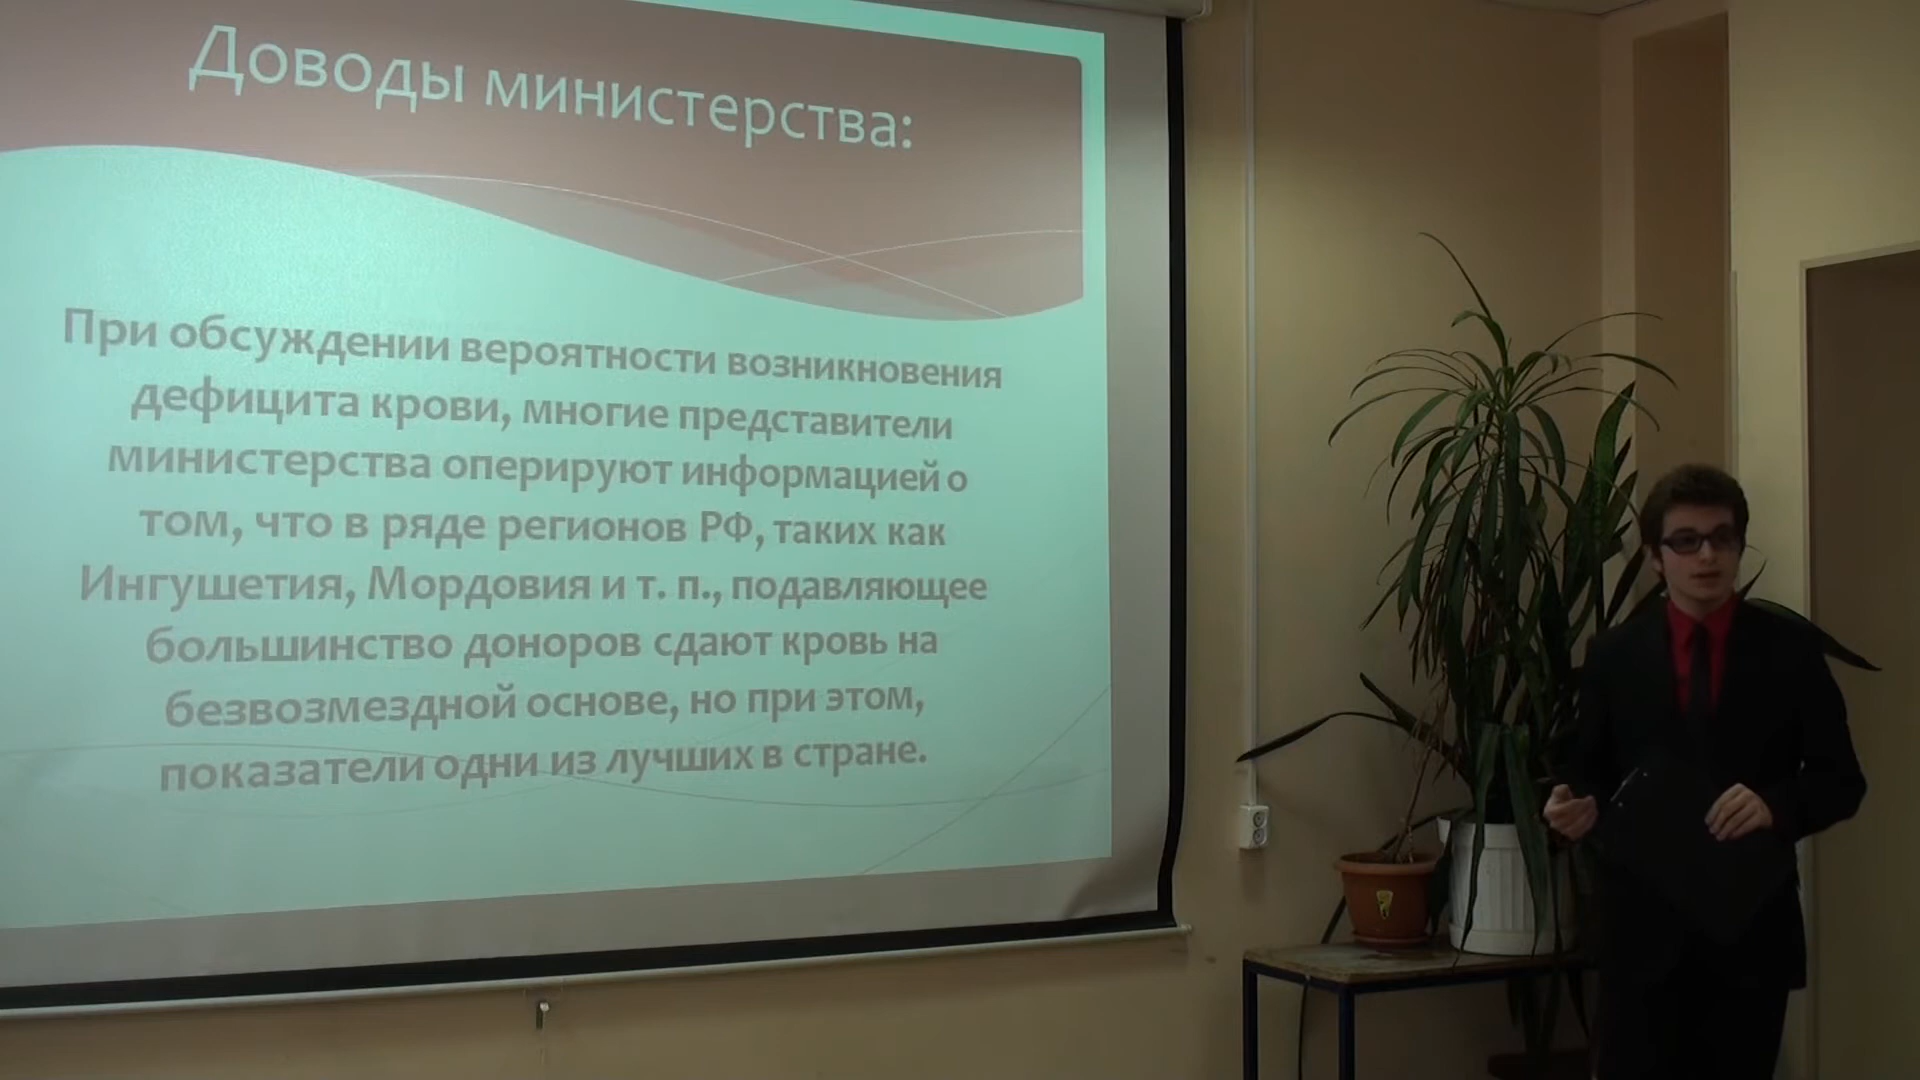 Доводы министерства:
При обсуждении вероятности возникновения
дефицита крови, многие представители
министерства оперируют информацией о
том, что в ряде регионов РФ, таких как
Ингушетия, Мордовия и т. п., подавляющее
большинство доноров сдают кровь на
безвозмездной основе, но при этом,
показатели одни из лучших в стране.